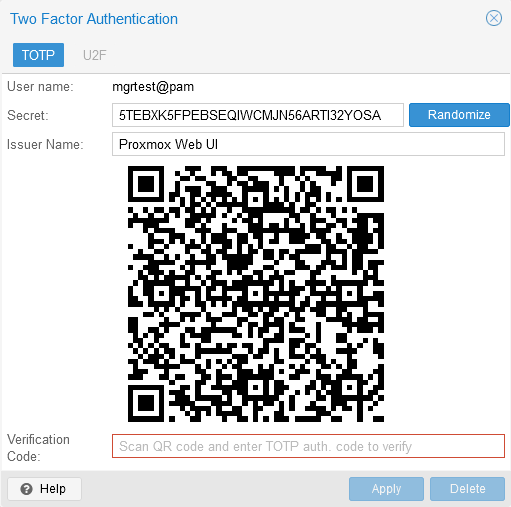 Two Factor Authentication
TOTP U2F
User name: mgrtest@pam
Secret: 5TEBXK5FPEBSEQIWCMJN56ARTI32YOSA Randomize
Issuer Name: Proxmox Web UI
Verification Code: Scan QR code and enter TOTP auth. code to verify
Help Apply Delete